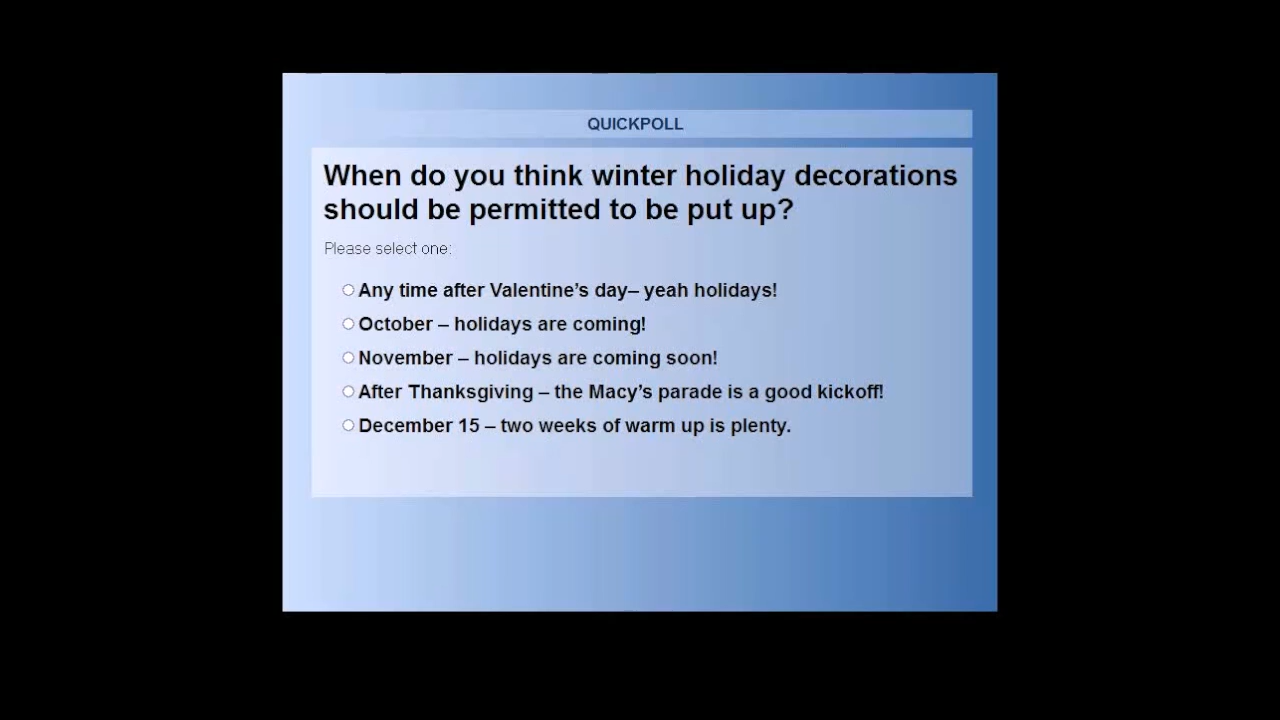 QUICKPOLL
When do you think winter holiday decorations
should be permitted to be put up?
Please select one:
Any time after Valentine’s day– yeah holidays!
October – holidays are coming!
November – holidays are coming soon!
After Thanksgiving – the Macy’s parade is a good kickoff!
December 15 – two weeks of warm up is plenty.